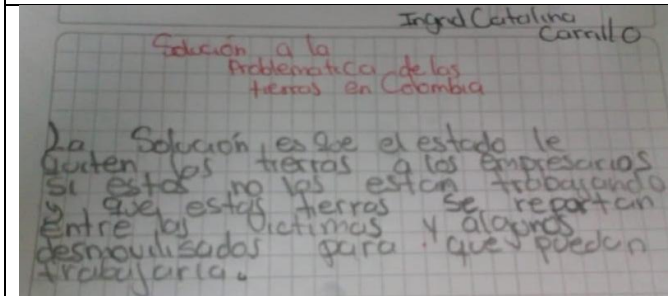 Ingrid Catalina
Carrillo
Solución a la
Problematica de las
tierras en Colombia
La Solución es que el estado le
quiten los tierras a los empresarios
si estos no las estan trabajando
y que estas tierras se repartan
Entre las victimas y algunos
desmovilisados para que puedan
trabajarla.